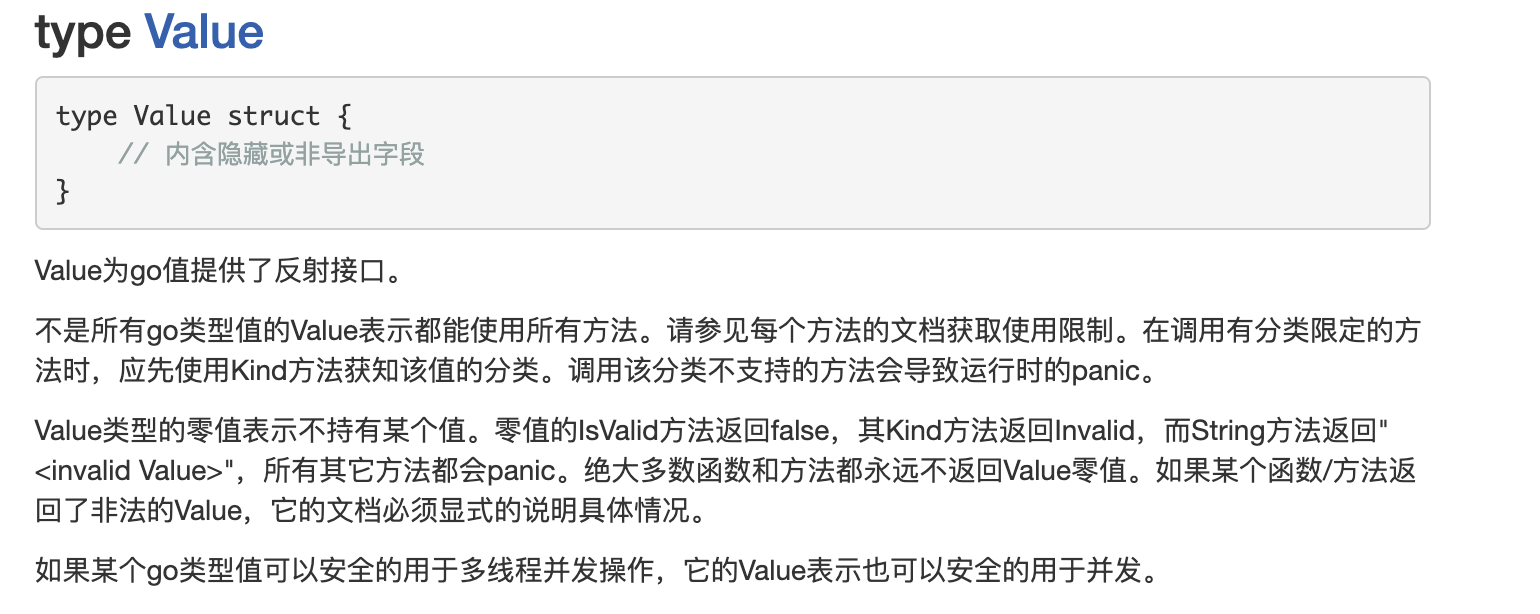 type Value
type Value struct {
    // 内含隐藏或非导出字段
}
Value为go值提供了反射接口。
不是所有go类型值的Value表示都能使用所有方法。请参见每个方法的文档获取使用限制。在调用有分类限定的方
法时，应先使用Kind方法获知该值的分类。调用该分类不支持的方法会导致运行时的panic。
Value类型的零值表示不持有某个值。零值的IsValid方法返回false，其Kind方法返回Invalid，而String方法返回"
<invalid Value>"，所有其它方法都会panic。绝大多数函数和方法都永远不返回Value零值。如果某个函数/方法返
回了非法的Value，它的文档必须显式的说明具体情况。
如果某个go类型值可以安全的用于多线程并发操作，它的Value表示也可以安全的用于并发。